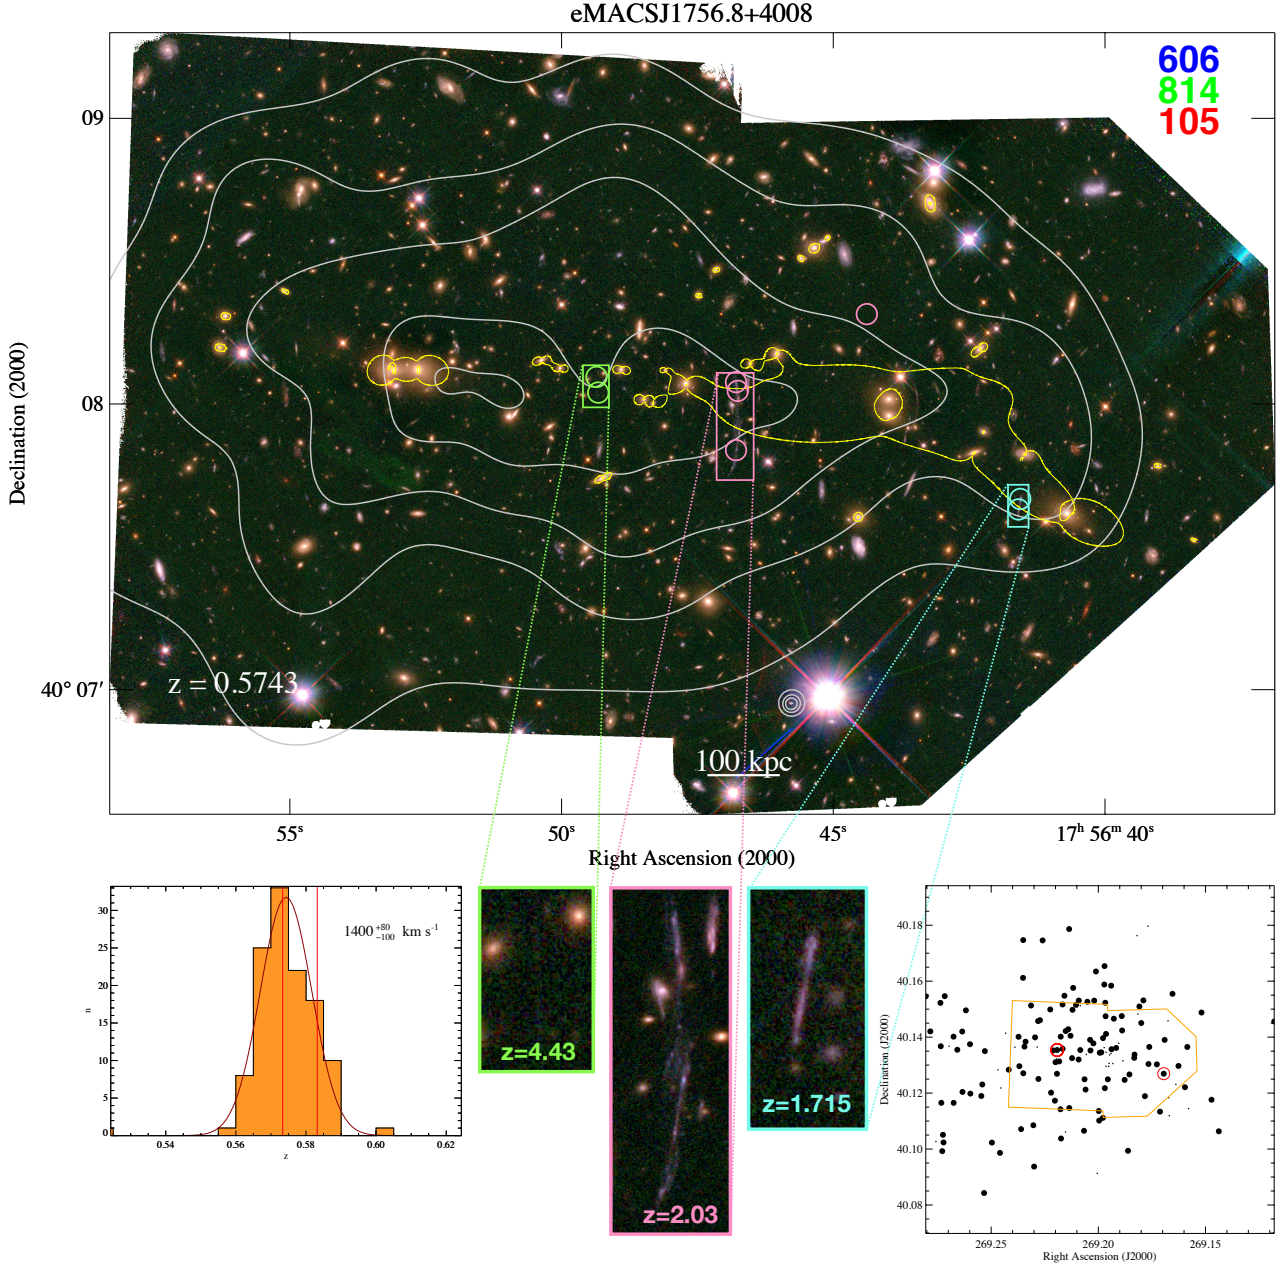 eMACSJ1756.8+4008
606
814
105
09
08
40° 07′
Declination (2000)
z = 0.5743
100 kpc
55ˢ
50ˢ
45ˢ
17ʰ 56ᵐ 40ˢ
Right Ascension (2000)
30
25
20
15
10
5
0
n
1400 +80 −100 km s⁻¹
0.54
0.56
0.58
0.60
0.62
z
z=4.43
z=2.03
z=1.715
40.18
40.16
40.14
40.12
40.10
40.08
Declination (J2000)
269.25
269.20
269.15
Right Ascension (J2000)